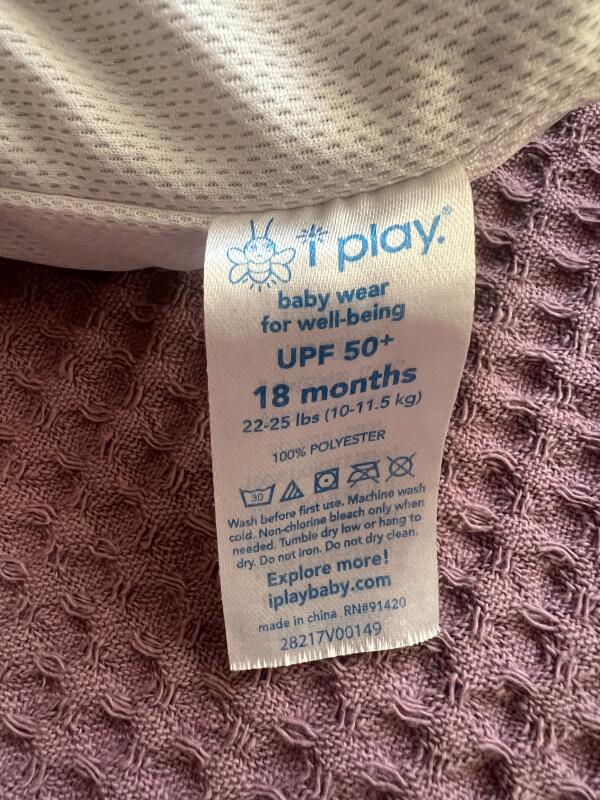 i play.®
baby wear
for well-being
UPF 50+
18 months
22-25 lbs (10-11.5 kg)
100% POLYESTER
30
Wash before first use. Machine wash
cold. Non-chlorine bleach only when
needed. Tumble dry low or hang to
dry. Do not iron. Do not dry clean.
Explore more!
iplaybaby.com
made in china RN#91420
28217V00149